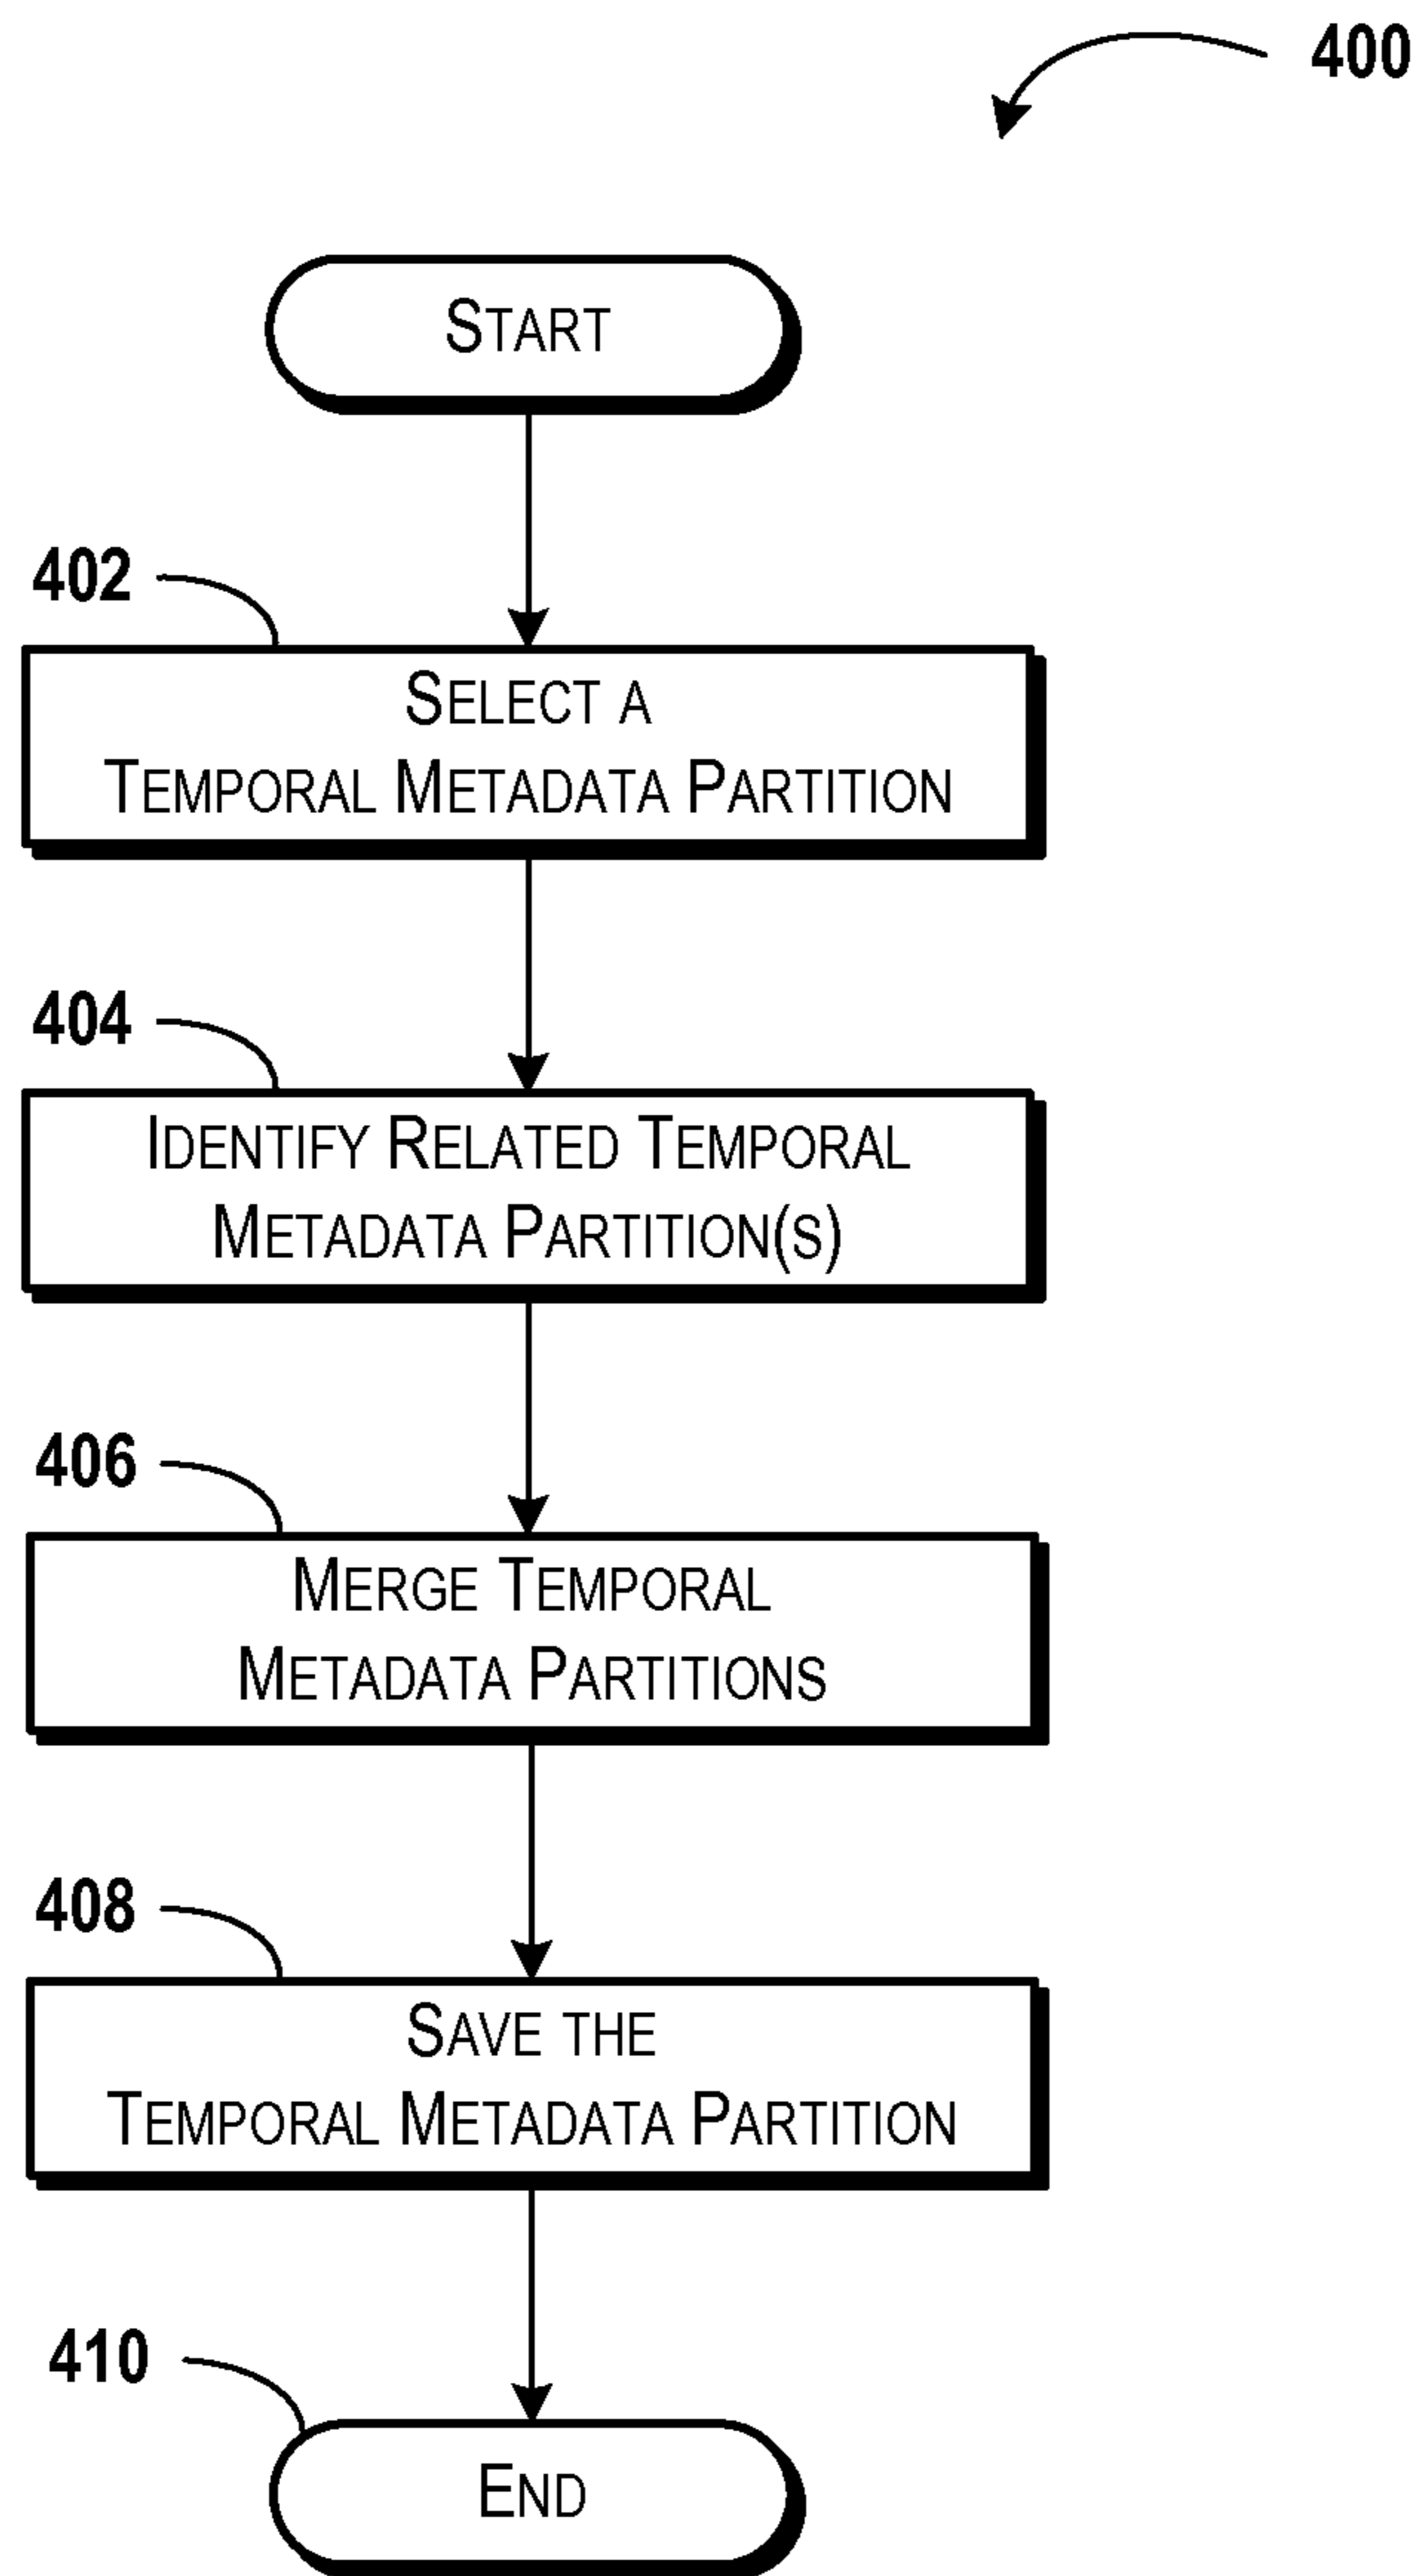 400
START
402
SELECT A
TEMPORAL METADATA PARTITION
404
IDENTIFY RELATED TEMPORAL
METADATA PARTITION(S)
406
MERGE TEMPORAL
METADATA PARTITIONS
408
SAVE THE
TEMPORAL METADATA PARTITION
410
END